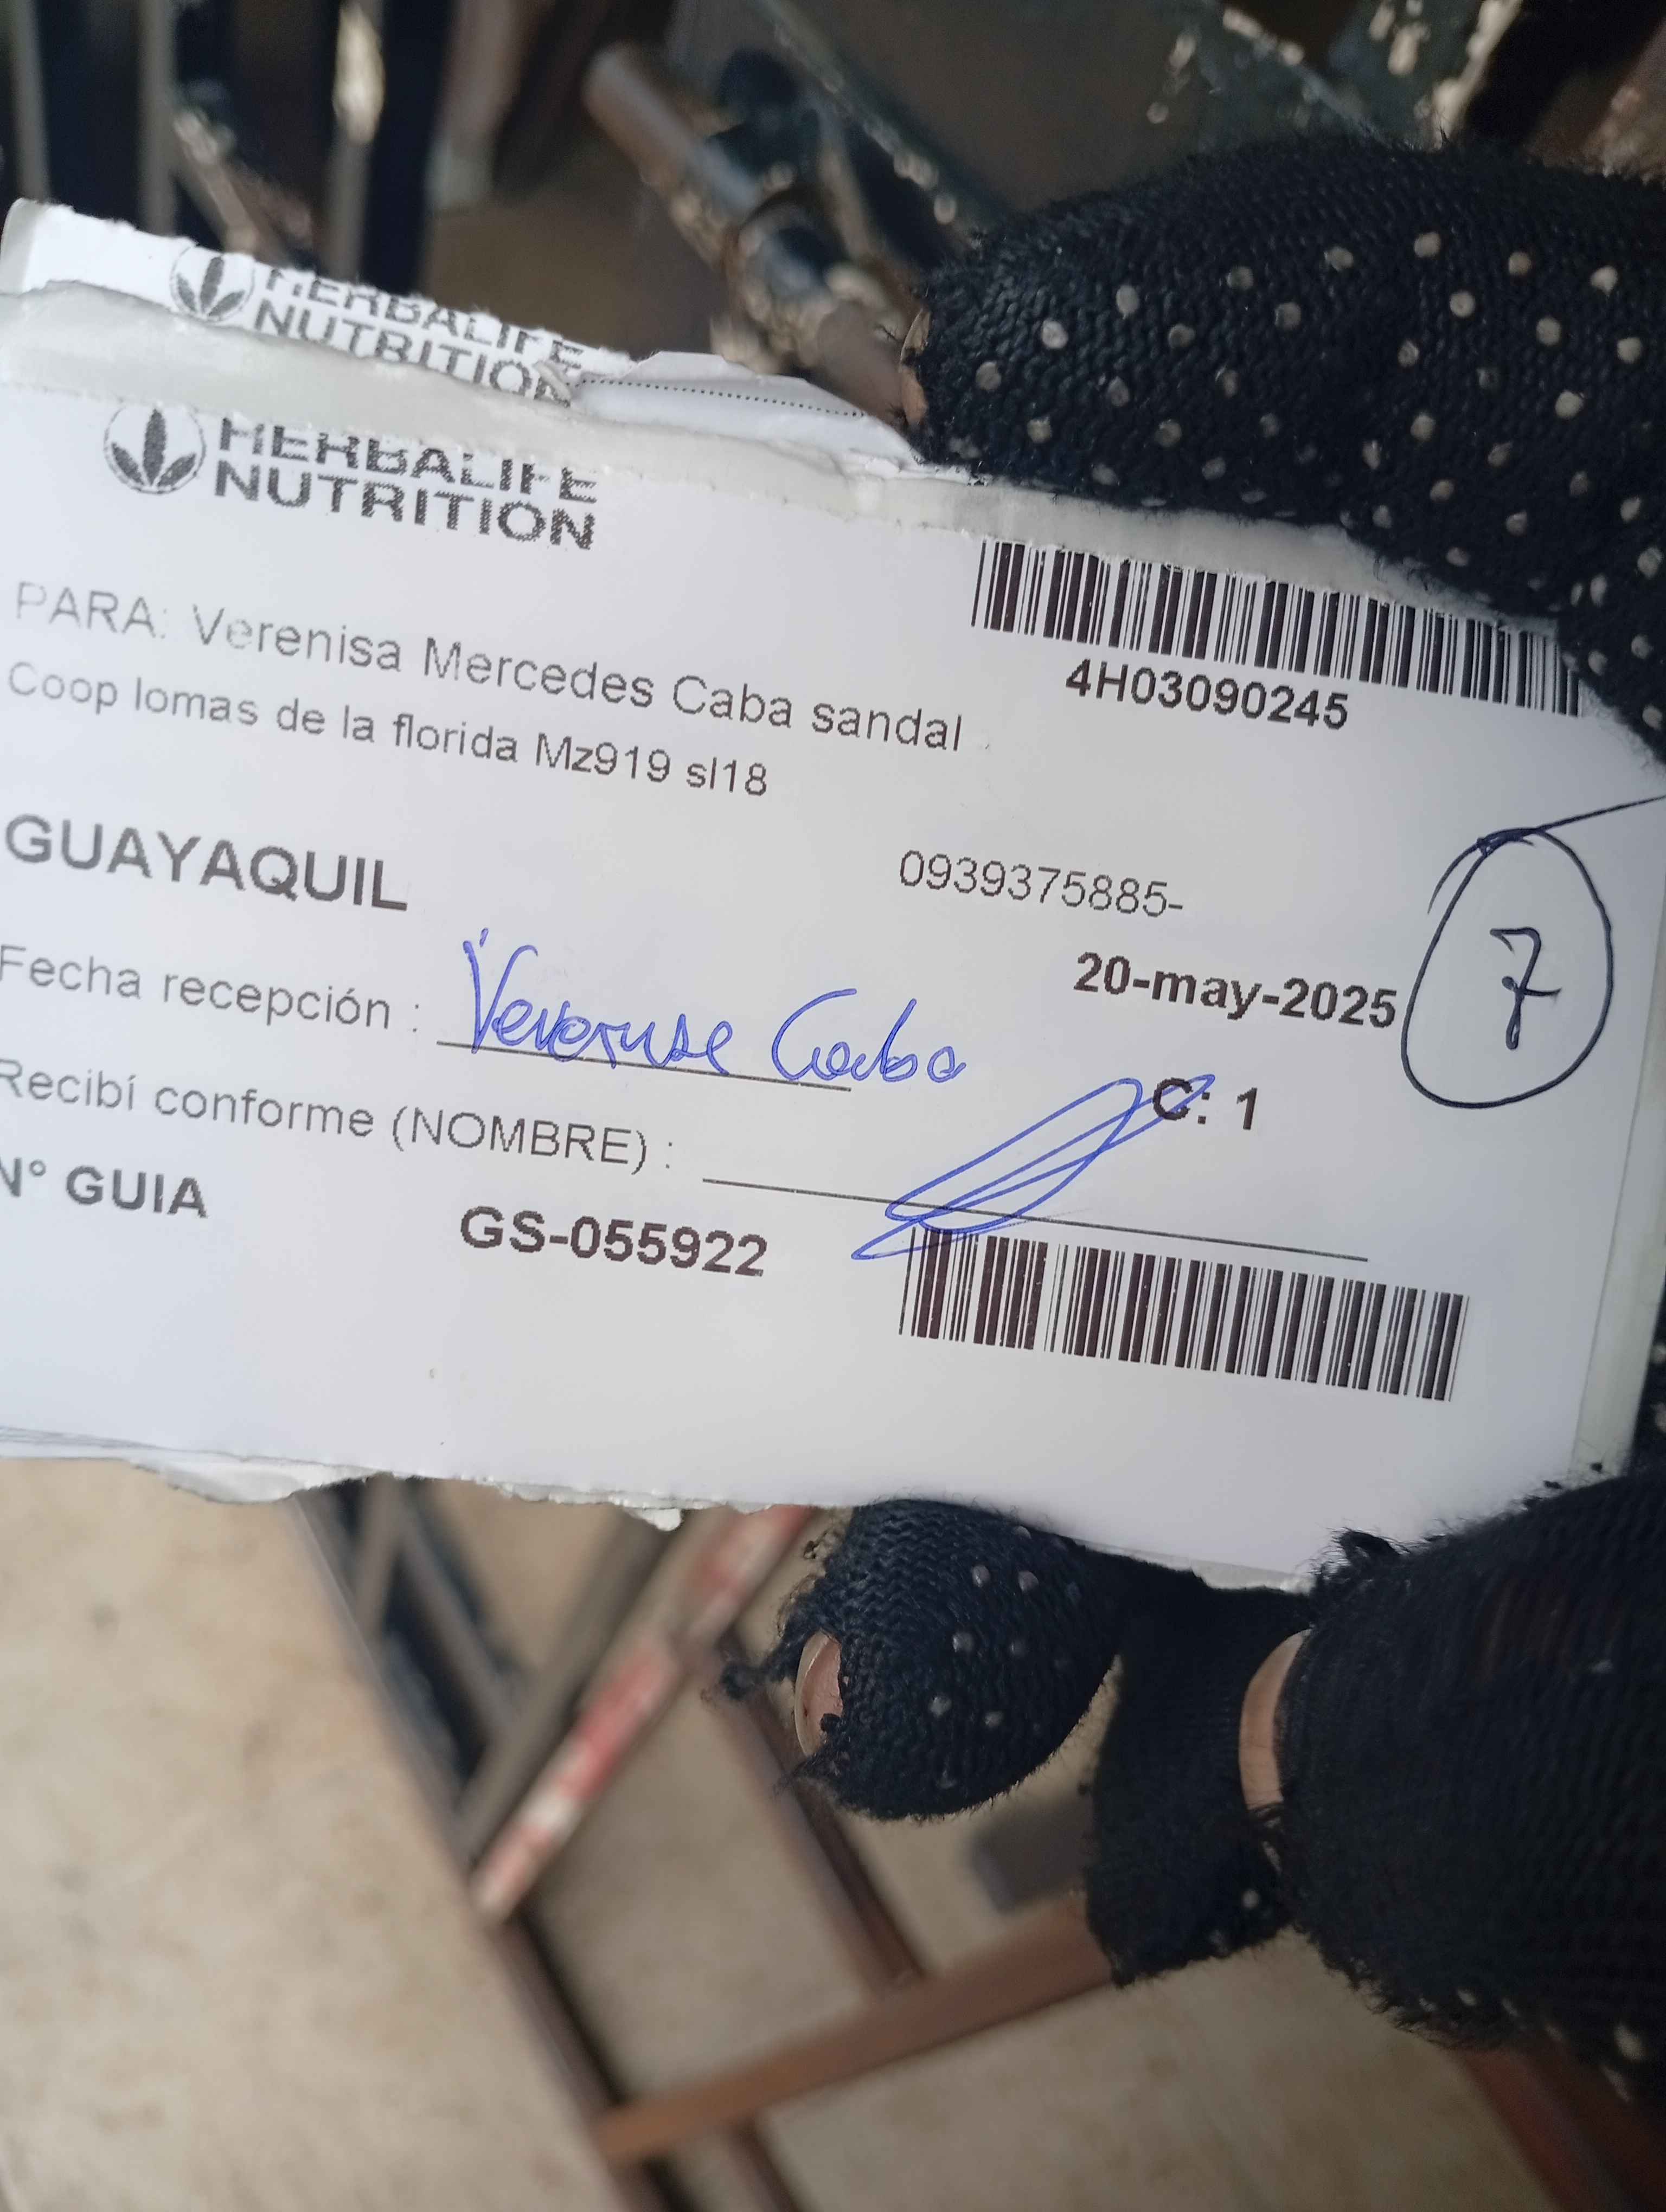 HERBALIFE
NUTRITION
HERBALIFE
NUTRITION
4H03090245
PARA: Verenisa Mercedes Caba sandal
Coop lomas de la florida Mz919 sl18
GUAYAQUIL
0939375885-
20-may-2025
7
Fecha recepción : Caba
C: 1
Recibí conforme (NOMBRE) :
N° GUIA GS-055922